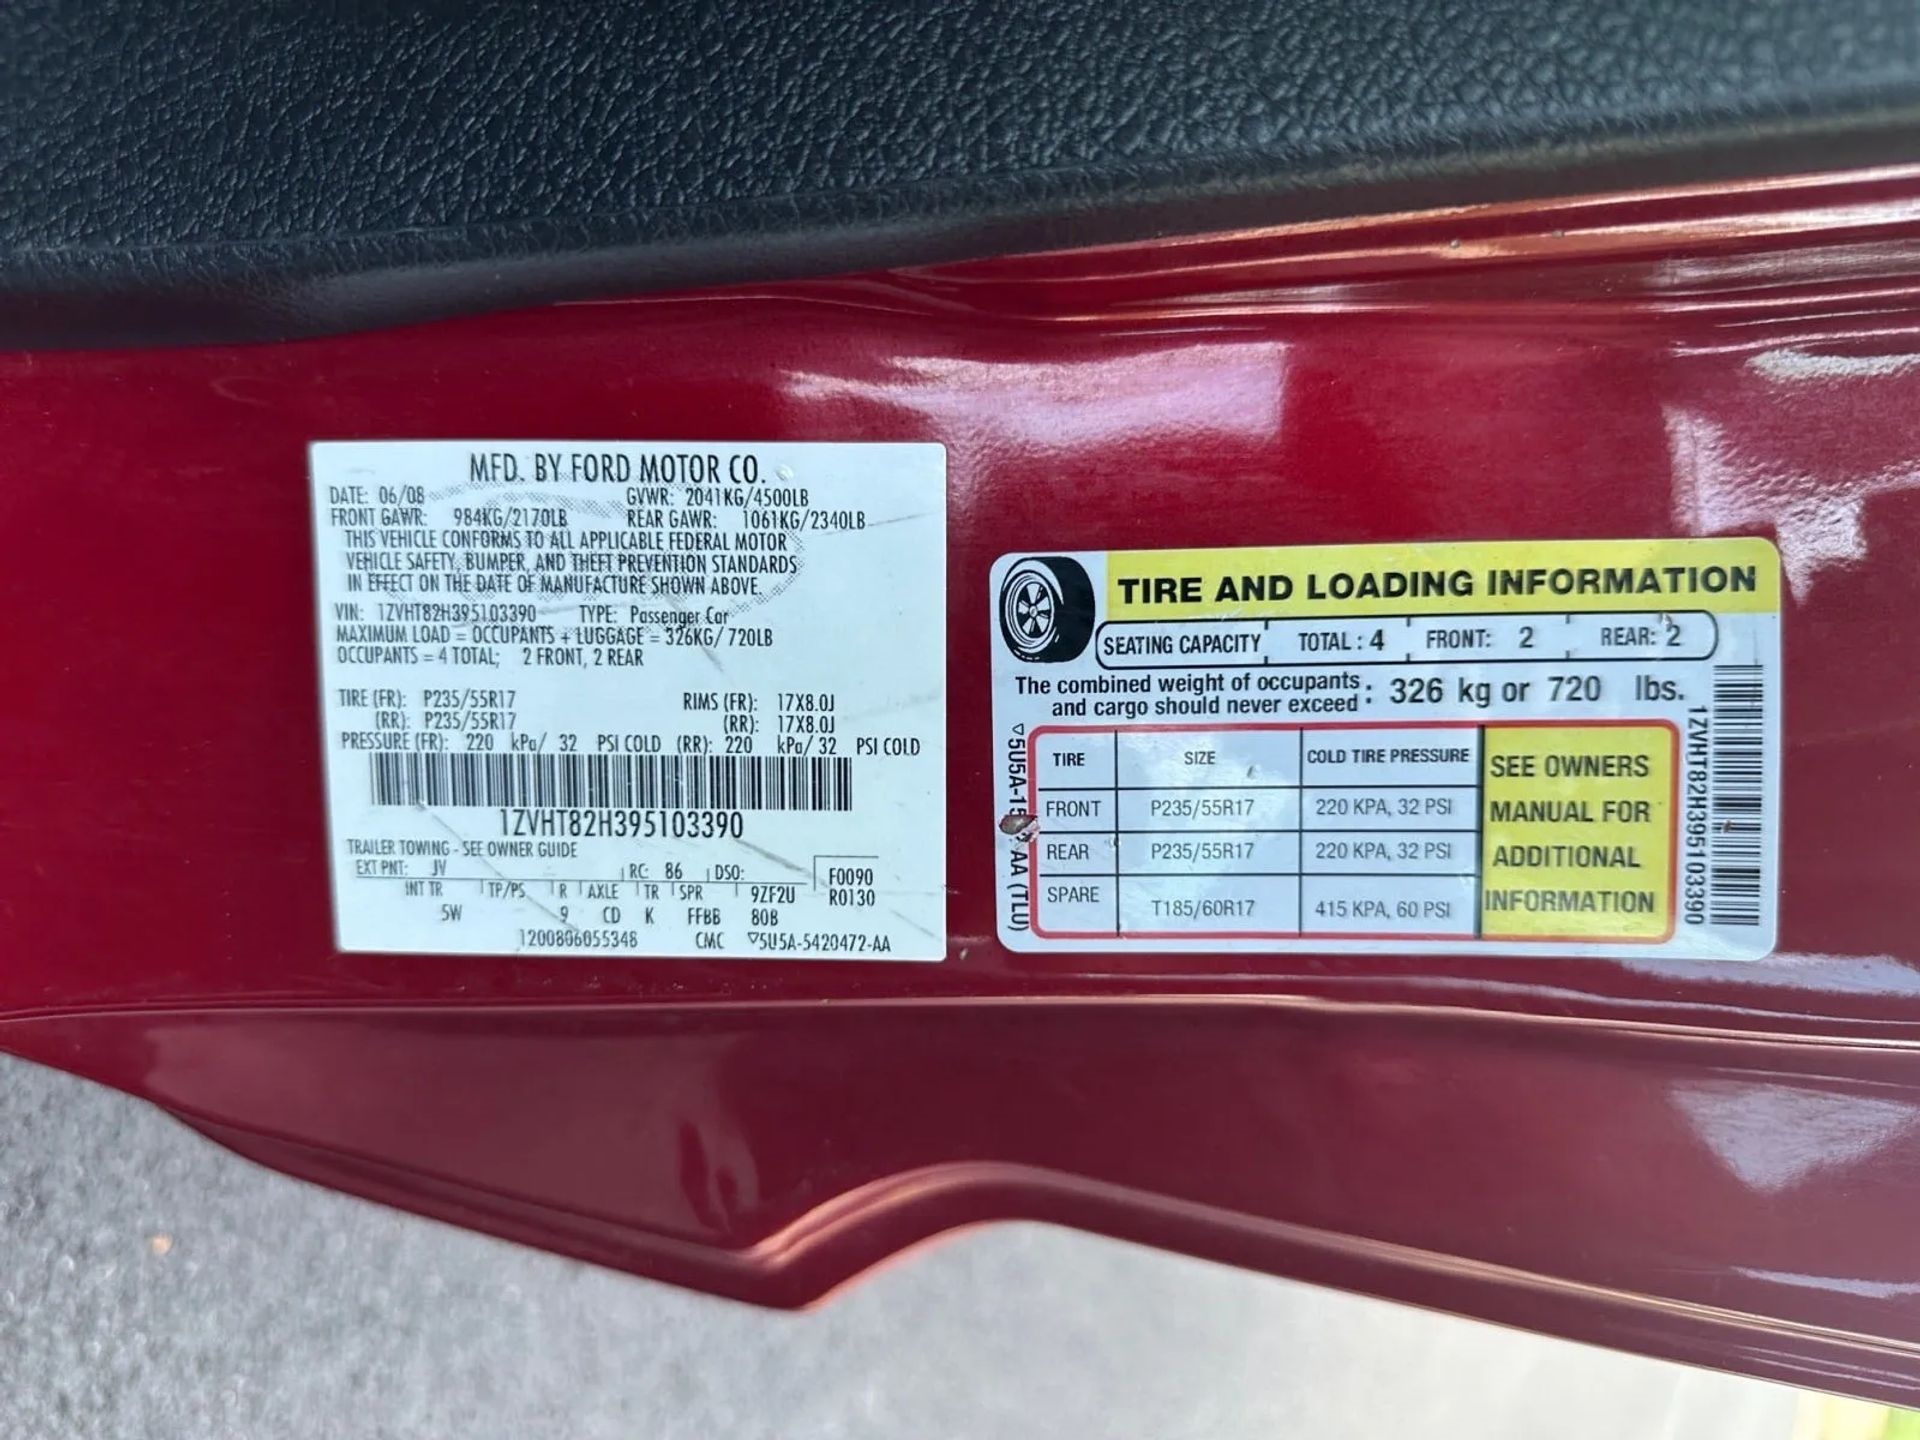 MFD. BY FORD MOTOR CO.
DATE: 06/08 GVWR: 2041KG/4500LB
FRONT GAWR: 984KG/2170LB REAR GAWR: 1061KG/2340LB
THIS VEHICLE CONFORMS TO ALL APPLICABLE FEDERAL MOTOR
VEHICLE SAFETY, BUMPER, AND THEFT PREVENTION STANDARDS
IN EFFECT ON THE DATE OF MANUFACTURE SHOWN ABOVE.
VIN: 1ZVHT82H395103390 TYPE: Passenger Car
MAXIMUM LOAD = OCCUPANTS + LUGGAGE = 326KG/720LB
OCCUPANTS = 4 TOTAL; 2 FRONT, 2 REAR
TIRE (FR): P235/55R17 RIMS (FR): 17X8.0J
(RR): P235/55R17 (RR): 17X8.0J
PRESSURE (FR): 220 kPa/ 32 PSI COLD (RR): 220 kPa/ 32 PSI COLD
1ZVHT82H395103390
TRAILER TOWING - SEE OWNER GUIDE
EXT PNT: JV RC: 86 DSO: F0090
INT TR TP/PS R AXLE TR SPR 9ZF2U R0130
5W 9 CD K FFBB 80B
1200806055348 CMC ▽5U5A-5420472-AA
TIRE AND LOADING INFORMATION
SEATING CAPACITY TOTAL : 4 FRONT: 2 REAR: 2
The combined weight of occupants
and cargo should never exceed : 326 kg or 720 lbs.
TIRE SIZE COLD TIRE PRESSURE
FRONT P235/55R17 220 KPA, 32 PSI
REAR P235/55R17 220 KPA, 32 PSI
SPARE T185/60R17 415 KPA, 60 PSI
SEE OWNERS
MANUAL FOR
ADDITIONAL
INFORMATION
▽5U5A-15 AA (TLU)
1ZVHT82H395103390